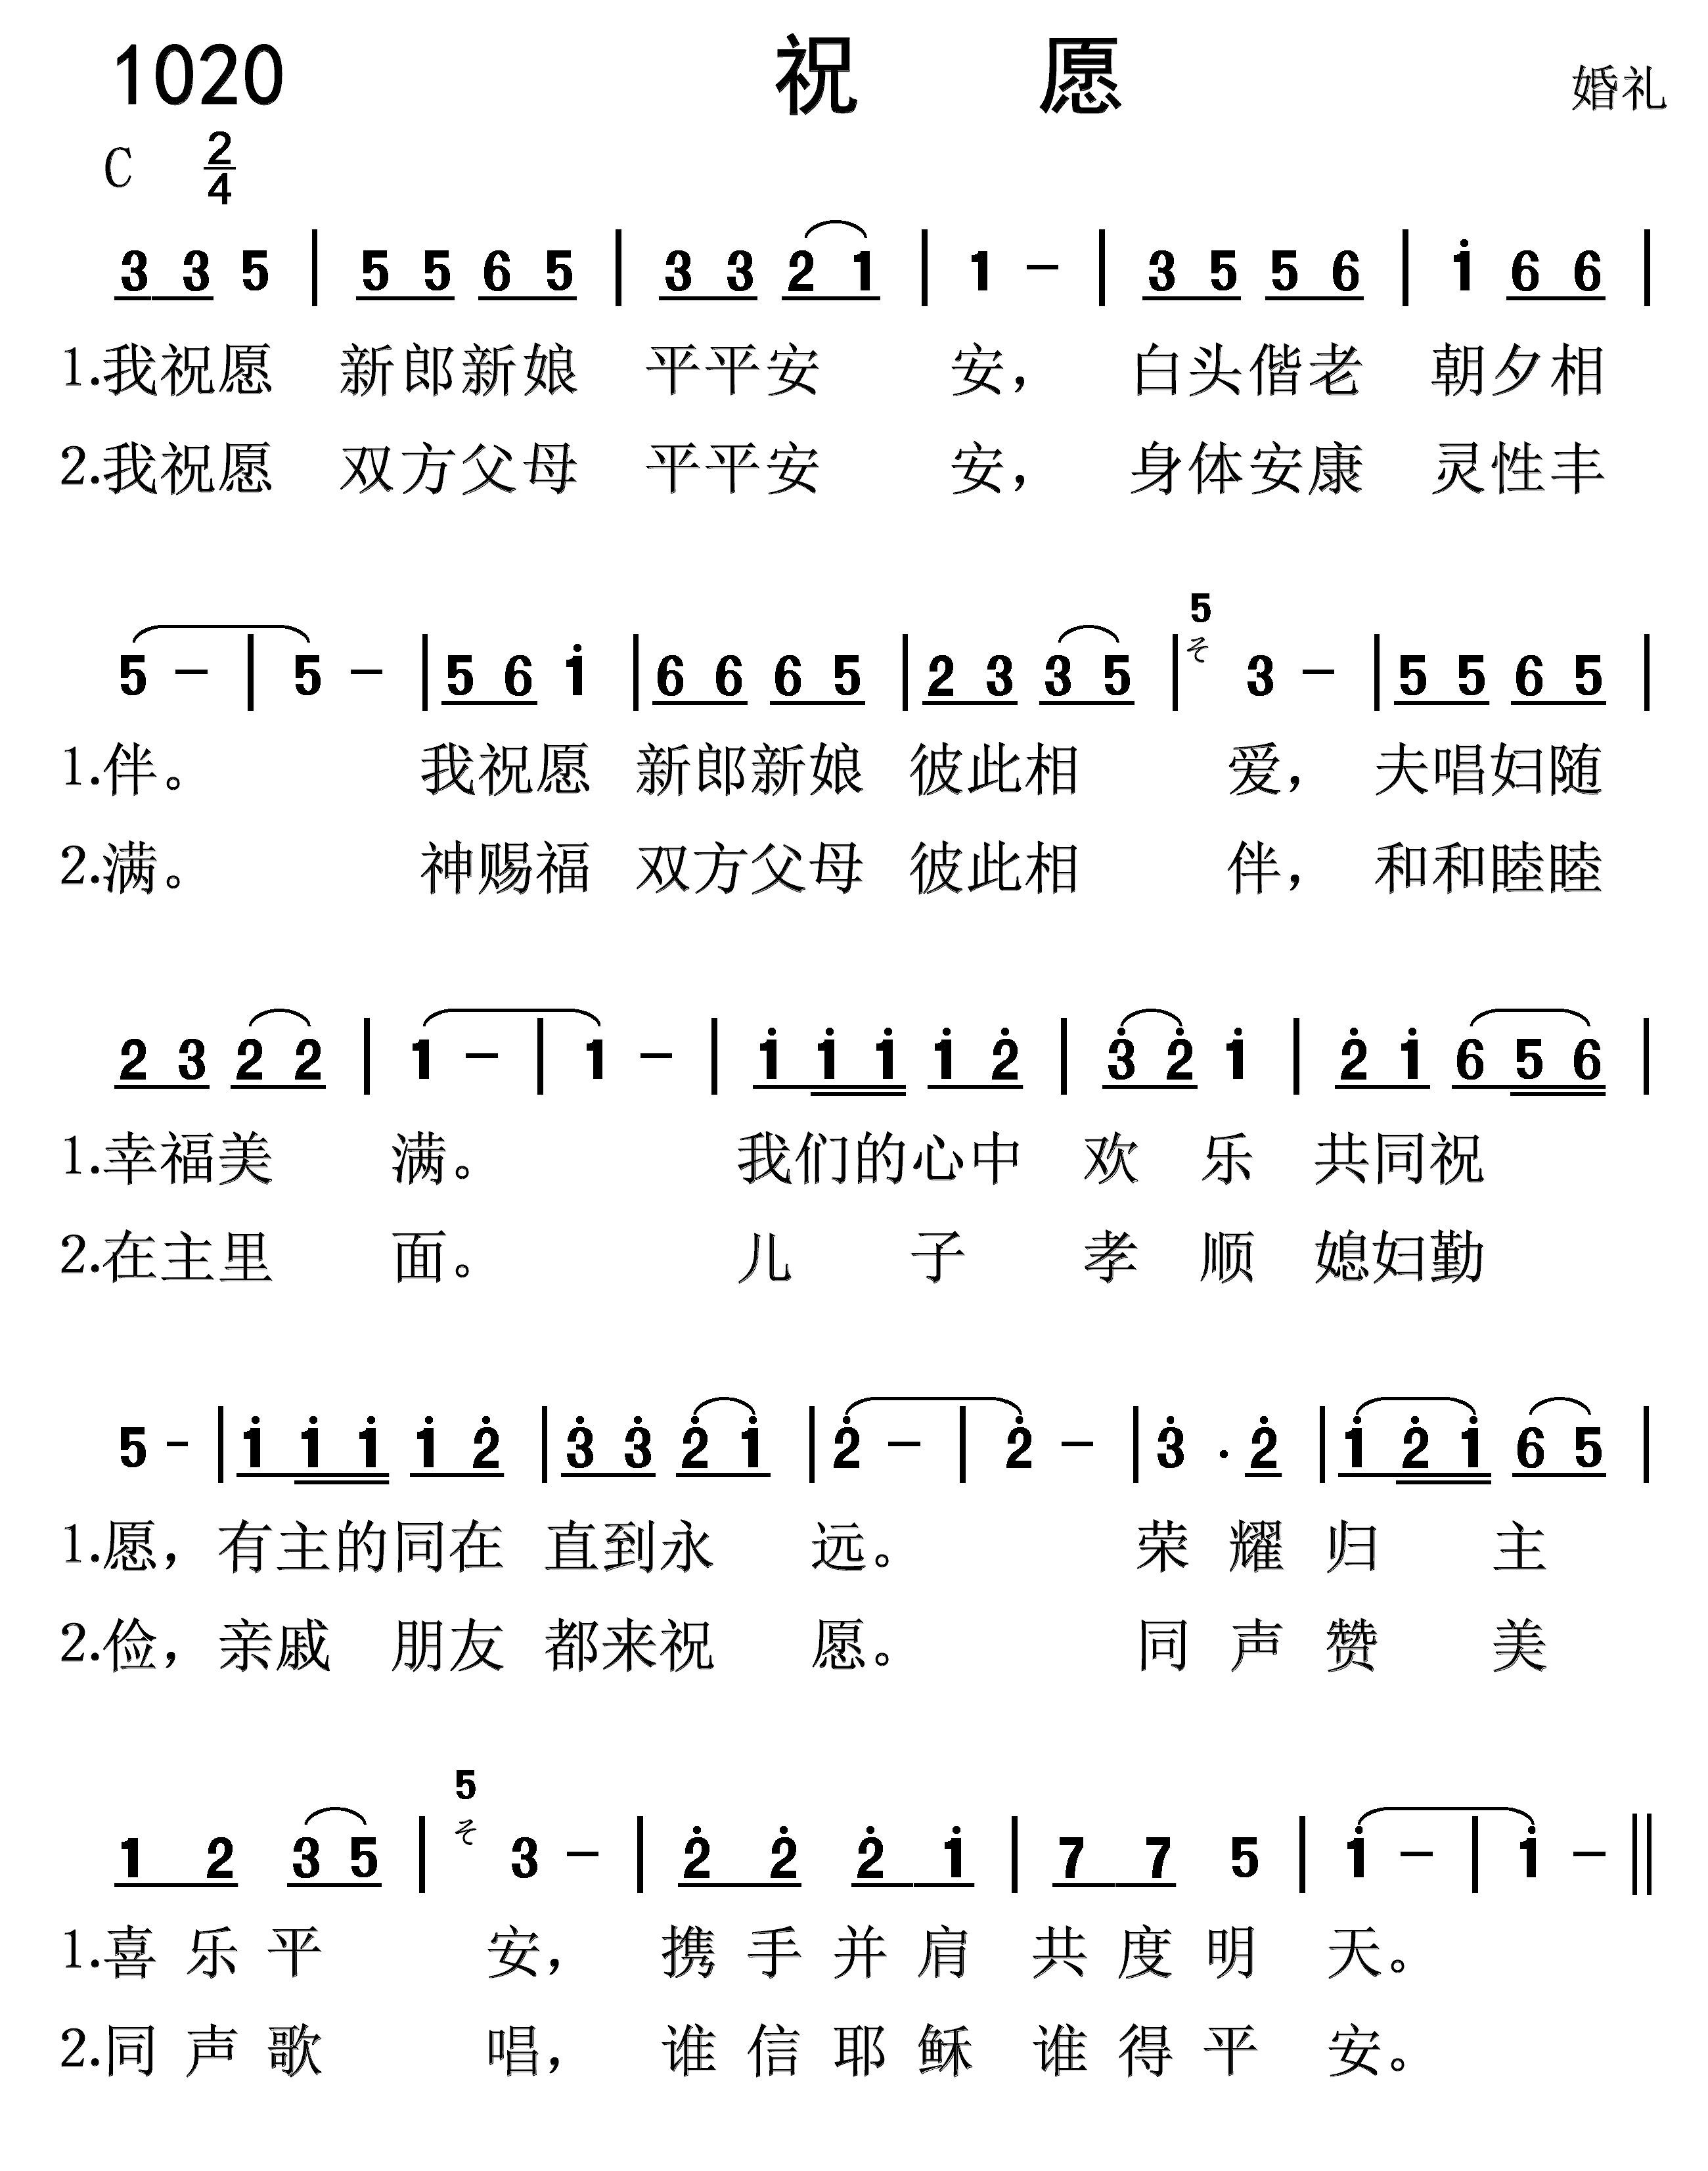 1020 祝 愿 婚礼
C 2/4
3 3 5 | 5 5 6 5 | 3 3 2 1 | 1 − | 3 5 5 6 | i 6 6 |
1.我祝愿 新郎新娘 平平安 安, 白头偕老 朝夕相
2.我祝愿 双方父母 平平安 安, 身体安康 灵性丰
5
5 − | 5 − | 5 6 i | 6 6 6 5 | 2 3 3 5 | そ 3 − | 5 5 6 5 |
1.伴。 我祝愿 新郎新娘 彼此相 爱, 夫唱妇随
2.满。 神赐福 双方父母 彼此相 伴, 和和睦睦
2 3 2 2 | 1 − | 1 − | i i i i 2̇ | 3̇ 2̇ i | 2̇ i 6 5 6 |
1.幸福美 满。 我们的心中 欢 乐 共同祝
2.在主里 面。 儿 子 孝 顺 媳妇勤
5 − | i i i i 2̇ | 3̇ 3̇ 2̇ i | 2̇ − | 2̇ − | 3̇ · 2̇ | i 2̇ i 6 5 |
1.愿, 有主的同在 直到永 远。 荣 耀 归 主
2.俭, 亲戚 朋友 都来祝 愿。 同 声 赞 美
5
1 2 3 5 | そ 3 − | 2̇ 2̇ 2̇ i | 7 7 5 | i − | i − ||
1.喜 乐 平 安, 携 手 并 肩 共 度 明 天。
2.同 声 歌 唱, 谁 信 耶 稣 谁 得 平 安。